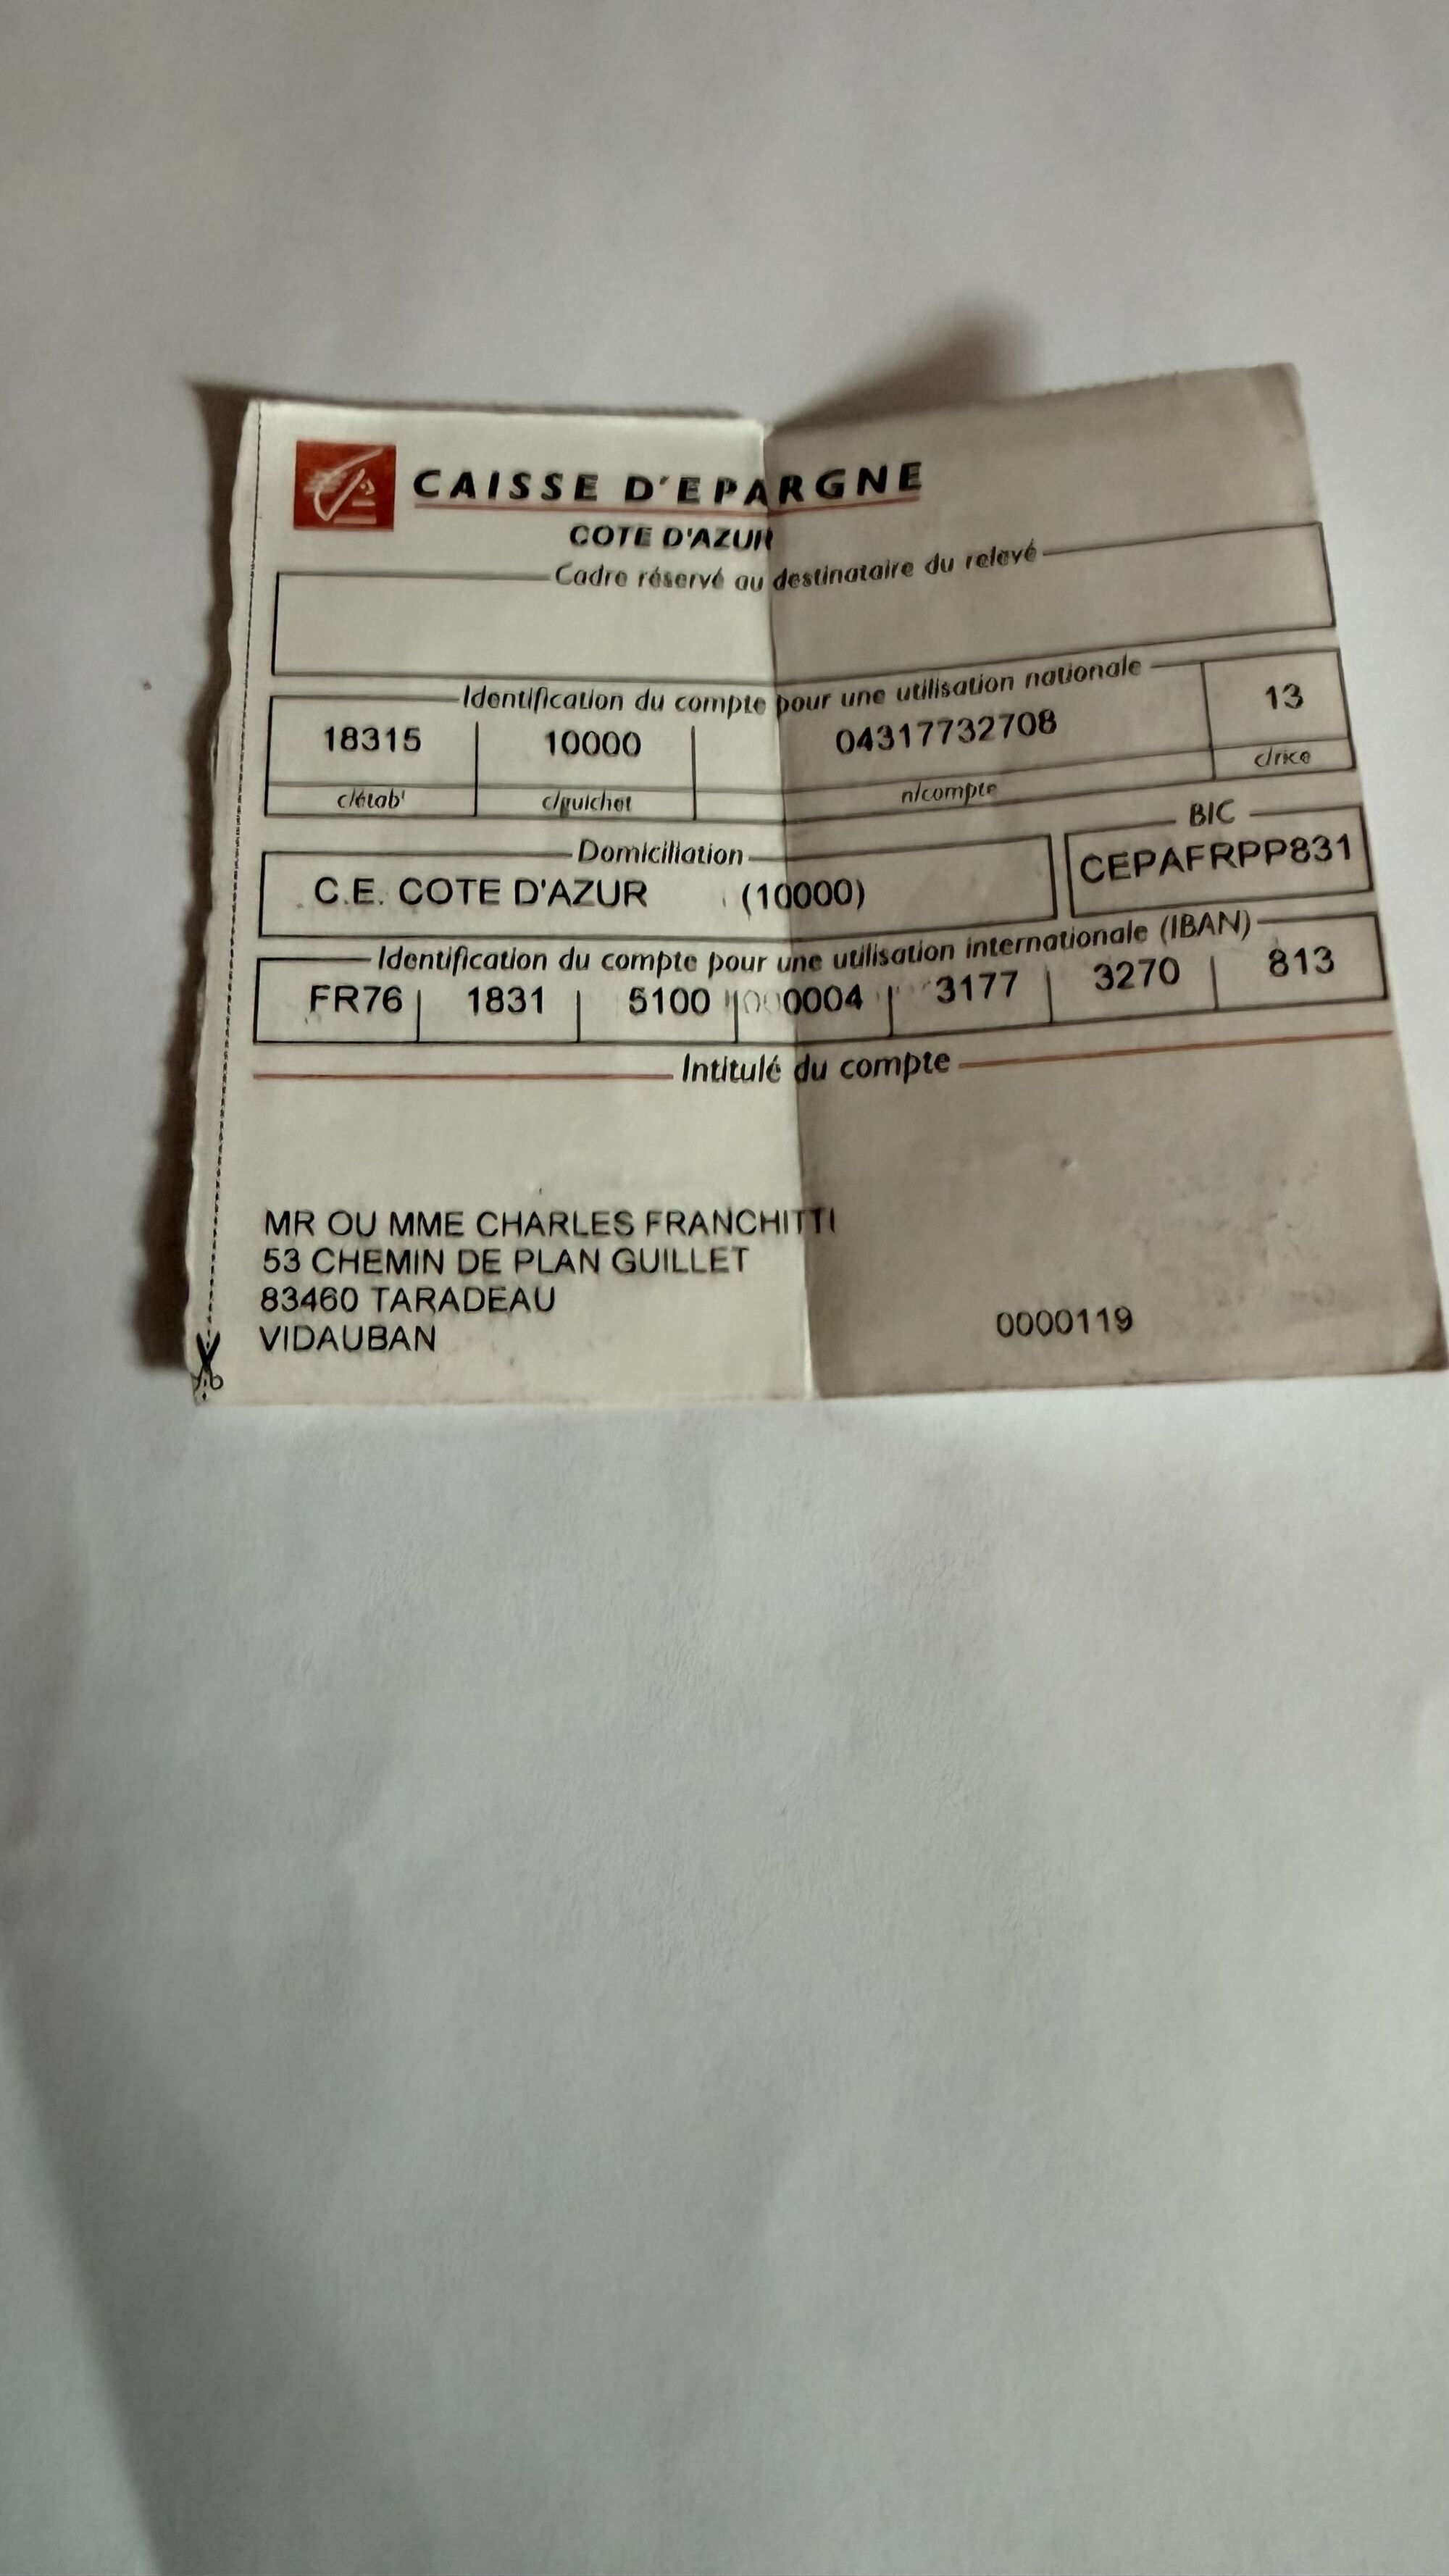 CAISSE D'EPARGNE
COTE D'AZUR
Cadre réservé au destinataire du relevé
Identification du compte pour une utilisation nationale
18315 10000 04317732708 13
c/étabt c/guichet n/compte c/rice
Domiciliation BIC
C.E. COTE D'AZUR (10000) CEPAFRPP831
Identification du compte pour une utilisation internationale (IBAN)
FR76 1831 5100 0004 3177 3270 813
Intitulé du compte
MR OU MME CHARLES FRANCHITTI
53 CHEMIN DE PLAN GUILLET
83460 TARADEAU
VIDAUBAN
0000119